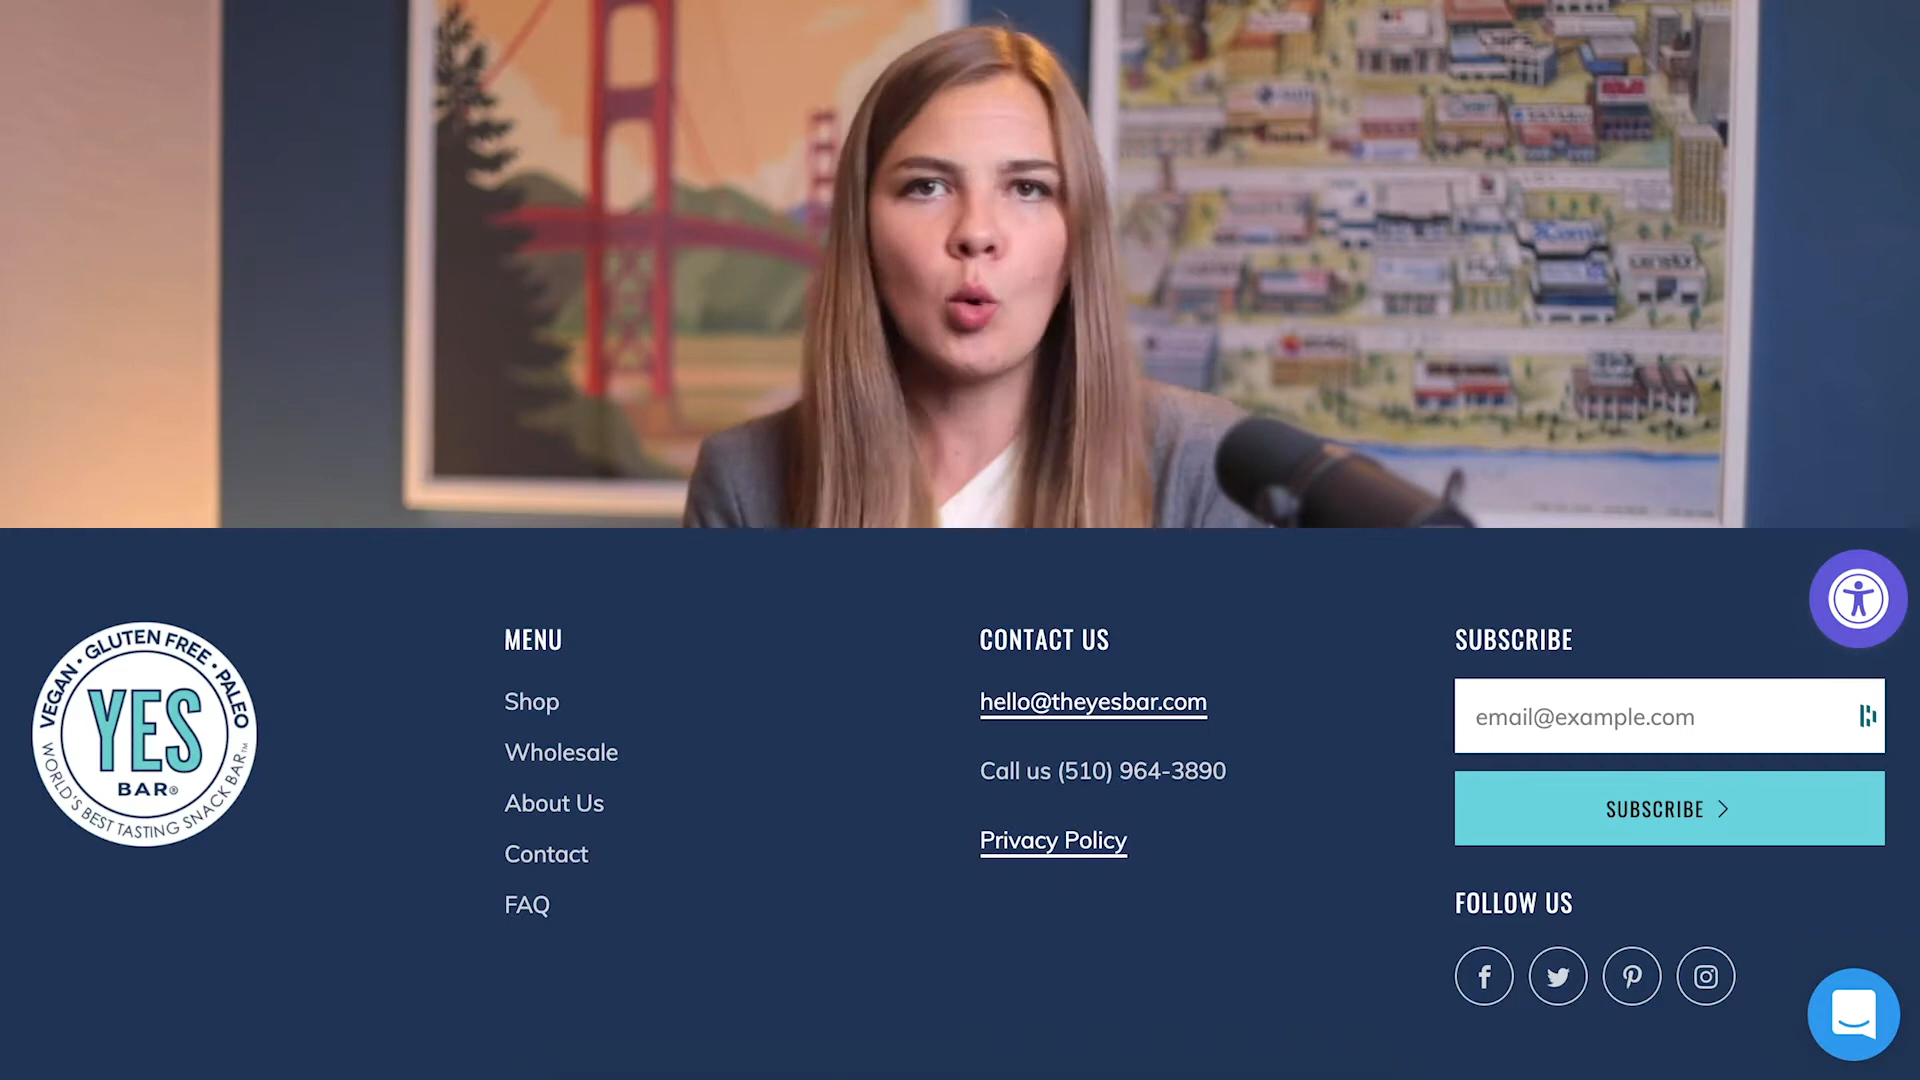 VEGAN • GLUTEN FREE • PALEO
YES
BAR®
WORLD'S BEST TASTING SNACK BAR™
MENU
Shop
Wholesale
About Us
Contact
FAQ
CONTACT US
hello@theyesbar.com
Call us (510) 964-3890
Privacy Policy
SUBSCRIBE
email@example.com
SUBSCRIBE
FOLLOW US